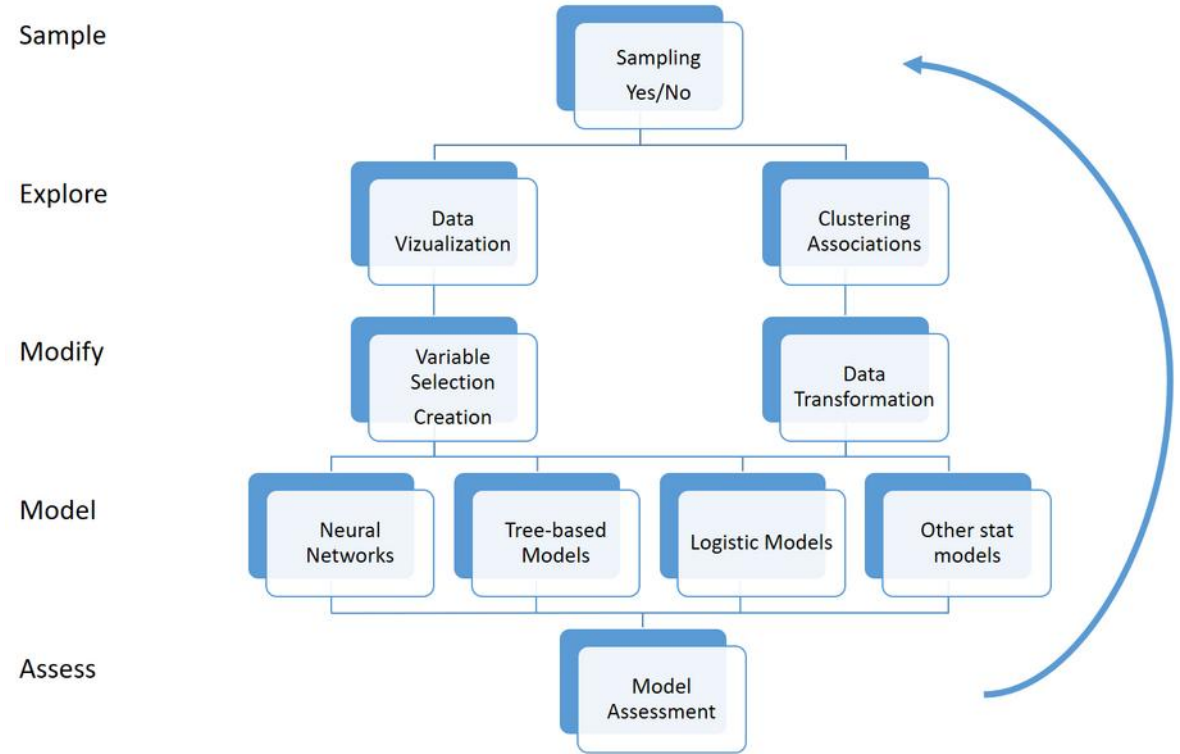 Sample
Sampling
Yes/No
Explore
Data
Vizualization
Clustering
Associations
Modify
Variable
Selection
Creation
Data
Transformation
Model
Neural
Networks
Tree-based
Models
Logistic Models
Other stat
models
Assess
Model
Assessment